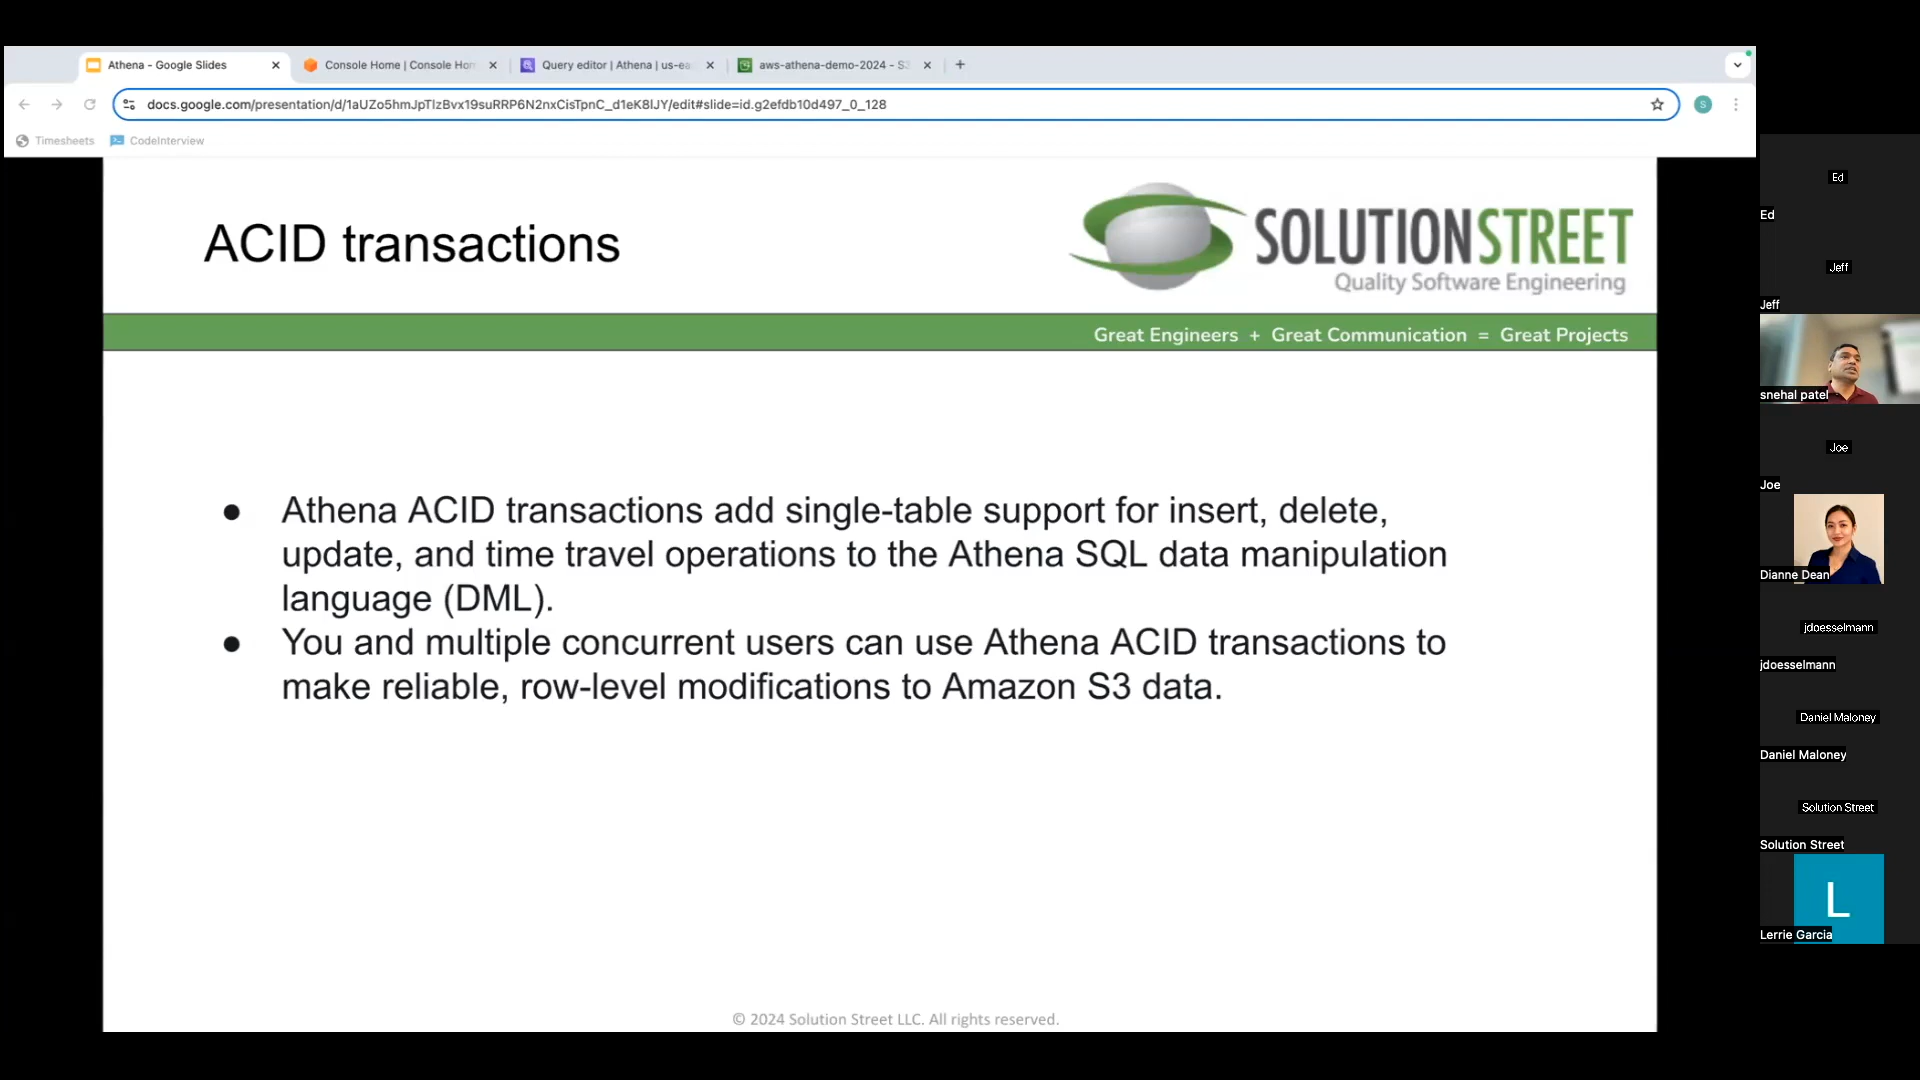 Athena - Google Slides
Console Home | Console Hom
Query editor | Athena | us-ea
aws-athena-demo-2024 - S3
docs.google.com/presentation/d/1aUZo5hmJpTIzBvx19suRRP6N2nxCisTpnC_d1eK8lJY/edit#slide=id.g2efdb10d497_0_128
S
Timesheets
CodeInterview
ACID transactions
SOLUTIONSTREET
Quality Software Engineering
Great Engineers + Great Communication = Great Projects
● Athena ACID transactions add single-table support for insert, delete,
update, and time travel operations to the Athena SQL data manipulation
language (DML).
● You and multiple concurrent users can use Athena ACID transactions to
make reliable, row-level modifications to Amazon S3 data.
© 2024 Solution Street LLC. All rights reserved.
Ed
Ed
Jeff
Jeff
snehal patel
Joe
Joe
Dianne Dean
jdoesselmann
jdoesselmann
Daniel Maloney
Daniel Maloney
Solution Street
Solution Street
L
Lerrie Garcia